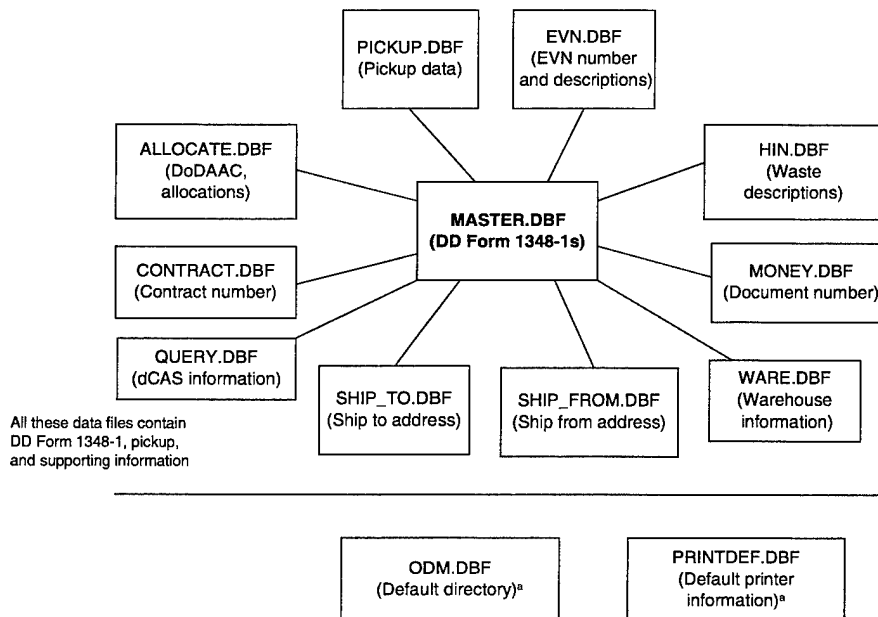 PICKUP.DBF
(Pickup data)
EVN.DBF
(EVN number
and descriptions)
ALLOCATE.DBF
(DoDAAC,
allocations)
HIN.DBF
(Waste
descriptions)
MASTER.DBF
(DD Form 1348-1s)
CONTRACT.DBF
(Contract number)
MONEY.DBF
(Document number)
QUERY.DBF
(dCAS information)
SHIP_TO.DBF
(Ship to address)
SHIP_FROM.DBF
(Ship from address)
WARE.DBF
(Warehouse
information)
All these data files contain
DD Form 1348-1, pickup,
and supporting information
ODM.DBF
(Default directory)ª
PRINTDEF.DBF
(Default printer
information)ª